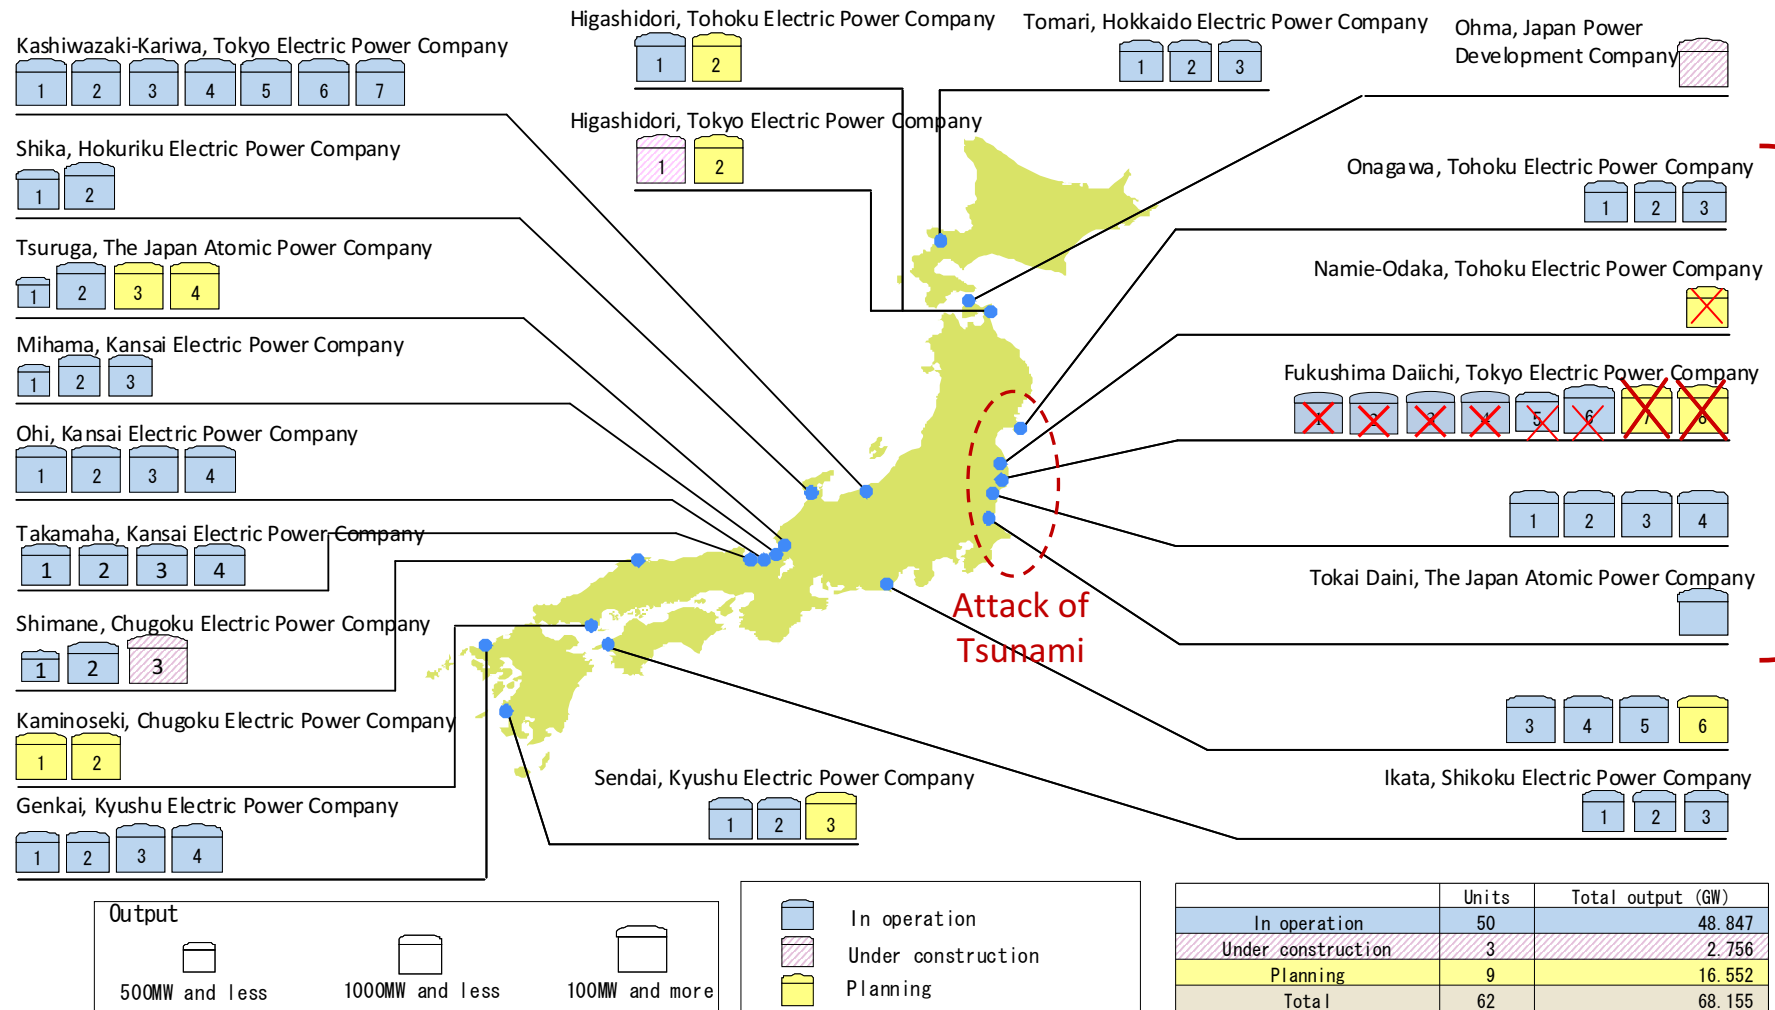 Kashiwazaki-Kariwa, Tokyo Electric Power Company
1 2 3 4 5 6 7
Shika, Hokuriku Electric Power Company
1 2
Tsuruga, The Japan Atomic Power Company
1 2 3 4
Mihama, Kansai Electric Power Company
1 2 3
Ohi, Kansai Electric Power Company
1 2 3 4
Takamaha, Kansai Electric Power Company
1 2 3 4
Shimane, Chugoku Electric Power Company
1 2 3
Kaminoseki, Chugoku Electric Power Company
1 2
Genkai, Kyushu Electric Power Company
1 2 3 4
Higashidori, Tohoku Electric Power Company
1 2
Higashidori, Tokyo Electric Power Company
1 2
Tomari, Hokkaido Electric Power Company
1 2 3
Ohma, Japan Power
Development Company
Onagawa, Tohoku Electric Power Company
1 2 3
Namie-Odaka, Tohoku Electric Power Company
Fukushima Daiichi, Tokyo Electric Power Company
1 2 3 4 5 6 7 8
1 2 3 4
Tokai Daini, The Japan Atomic Power Company
3 4 5 6
Ikata, Shikoku Electric Power Company
1 2 3
Attack of
Tsunami
Sendai, Kyushu Electric Power Company
1 2 3
Output
500MW and less 1000MW and less 100MW and more
In operation
Under construction
Planning
Units Total output (GW)
In operation 50 48.847
Under construction 3 2.756
Planning 9 16.552
Total 62 68.155